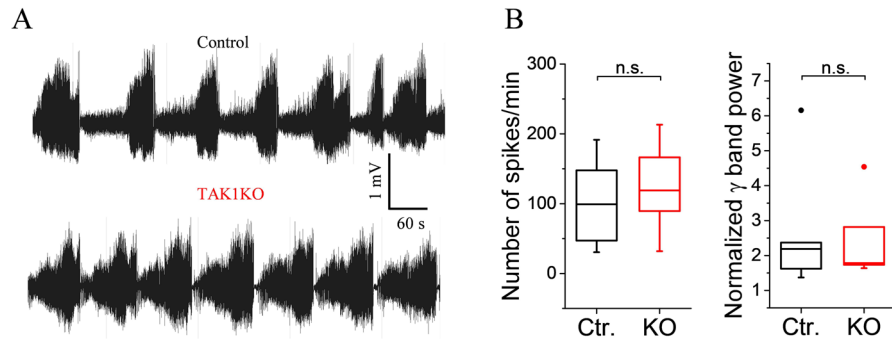 A
Control
TAK1KO
1 mV
60 s
B
Number of spikes/min
300
200
100
0
n.s.
Ctr.
KO
Normalized γ band power
7
6
5
4
3
2
1
n.s.
Ctr.
KO